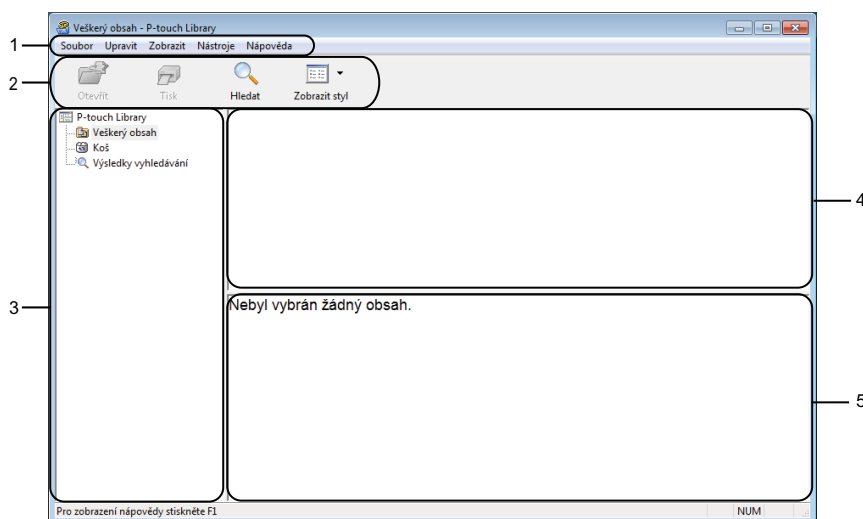 Veškerý obsah - P-touch Library
1
Soubor Upravit Zobrazit Nástroje Nápověda
2
Otevřít Tisk Hledat Zobrazit styl
P-touch Library
Veškerý obsah
Koš
Výsledky vyhledávání
4
3
Nebyl vybrán žádný obsah.
5
Pro zobrazení nápovědy stiskněte F1 NUM